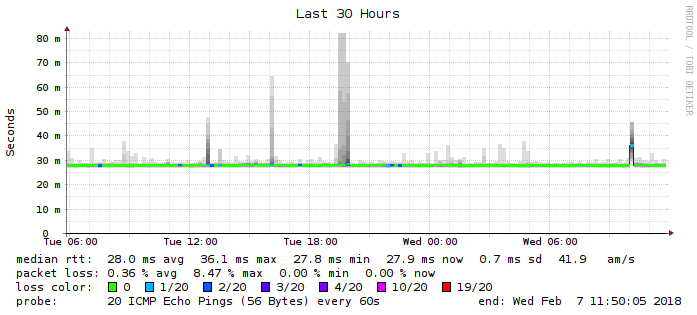 Last 30 Hours
RRDTOOL / TOBI OETIKER
Seconds
80 m
70 m
60 m
50 m
40 m
30 m
20 m
10 m
0
Tue 06:00 Tue 12:00 Tue 18:00 Wed 00:00 Wed 06:00
median rtt: 28.0 ms avg 36.1 ms max 27.8 ms min 27.9 ms now 0.7 ms sd 41.9 am/s
packet loss: 0.36 % avg 8.47 % max 0.00 % min 0.00 % now
loss color: 0 1/20 2/20 3/20 4/20 10/20 19/20
probe: 20 ICMP Echo Pings (56 Bytes) every 60s end: Wed Feb 7 11:50:05 2018